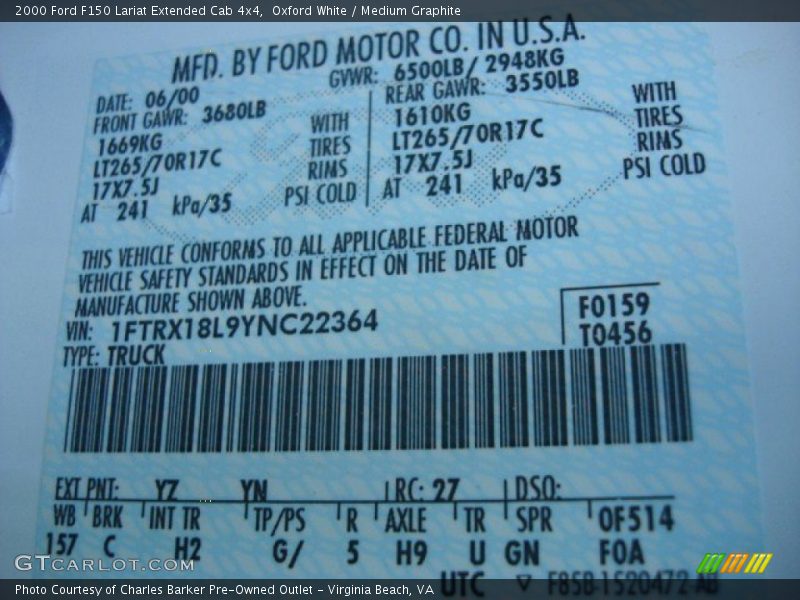 2000 Ford F150 Lariat Extended Cab 4x4, Oxford White / Medium Graphite
MFD. BY FORD MOTOR CO. IN U.S.A.
DATE: 06/00 GVWR: 6500LB/ 2948KG
FRONT GAWR: 3680LB REAR GAWR: 3550LB
1669KG WITH 1610KG WITH
LT265/70R17C TIRES LT265/70R17C TIRES
17X7.5J RIMS 17X7.5J RIMS
AT 241 kPa/35 PSI COLD AT 241 kPa/35 PSI COLD
THIS VEHICLE CONFORMS TO ALL APPLICABLE FEDERAL MOTOR
VEHICLE SAFETY STANDARDS IN EFFECT ON THE DATE OF
MANUFACTURE SHOWN ABOVE.
VIN: 1FTRX18L9YNC22364 F0159
TYPE: TRUCK T0456
EXT PNT: YZ YN RC: 27 DSO:
WB BRK INT TR TP/PS R AXLE TR SPR 0F514
157 C H2 G/ 5 H9 U GN F0A
UTC ▽ F85B-1520472-AB
GTCARLOT.COM
Photo Courtesy of Charles Barker Pre-Owned Outlet - Virginia Beach, VA